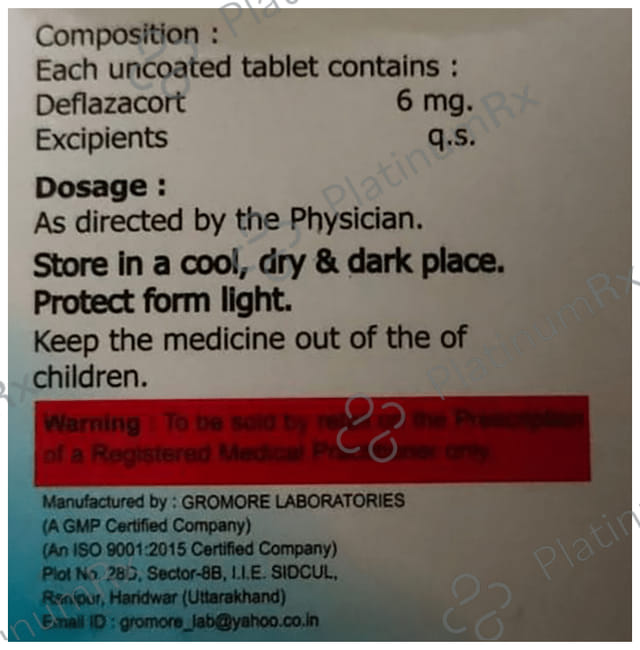 Composition :
Each uncoated tablet contains :
Deflazacort 6 mg.
Excipients q.s.
Dosage :
As directed by the Physician.
Store in a cool, dry & dark place.
Protect form light.
Keep the medicine out of the of
children.
Warning : To be sold by retail on the Prescription
of a Registered Medical Practitioner only.
Manufactured by : GROMORE LABORATORIES
(A GMP Certified Company)
(An ISO 9001:2015 Certified Company)
Plot No. Sector-8B, I.I.E. SIDCUL,
Ranipur, Haridwar (Uttarakhand)
Email ID : gromore_lab@yahoo.co.in
PlatinumRx
PlatinumRx
PlatinumRx